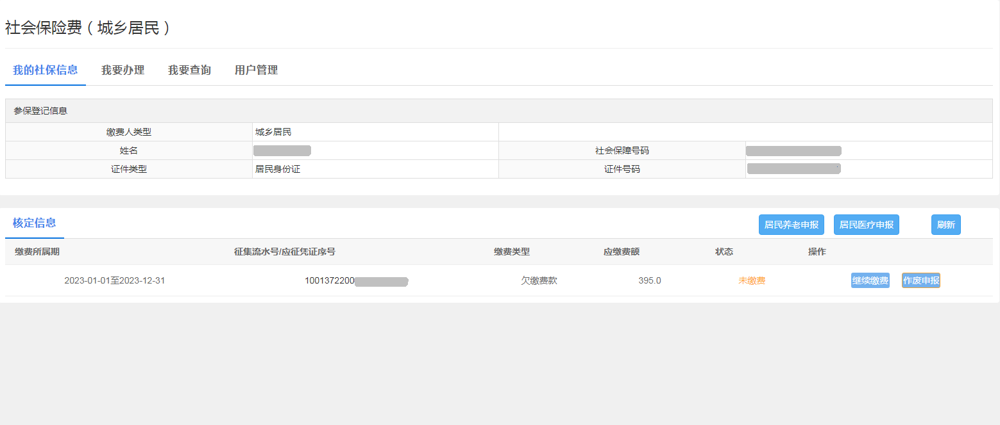 社会保险费（城乡居民）
我的社保信息 我要办理 我要查询 用户管理
参保登记信息
缴费人类型 城乡居民
姓名 社会保障号码
证件类型 居民身份证 证件号码
核定信息 居民养老申报 居民医疗申报 刷新
缴费所属期 征集流水号/应征凭证序号 缴费类型 应缴费额 状态 操作
2023-01-01至2023-12-31 1001372200 欠缴费款 395.0 未缴费 继续缴费 作废申报